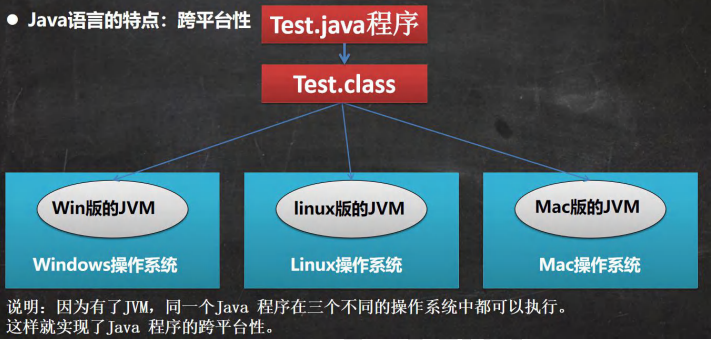 ● Java语言的特点：跨平台性
Test.java程序
Test.class
Win版的JVM
linux版的JVM
Mac版的JVM
Windows操作系统
Linux操作系统
Mac操作系统
说明：因为有了JVM，同一个Java 程序在三个不同的操作系统中都可以执行。
这样就实现了Java 程序的跨平台性。